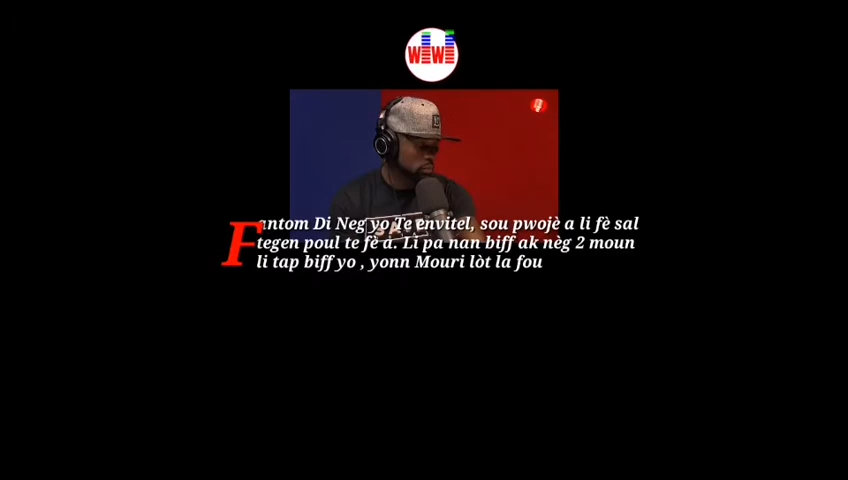 WIWI
Fantom Di Neg yo Te envitel, sou pwojè a li fè sal
tegen poul te fè a. Li pa nan biff ak nèg 2 moun
li tap biff yo , yonn Mouri lòt la fou